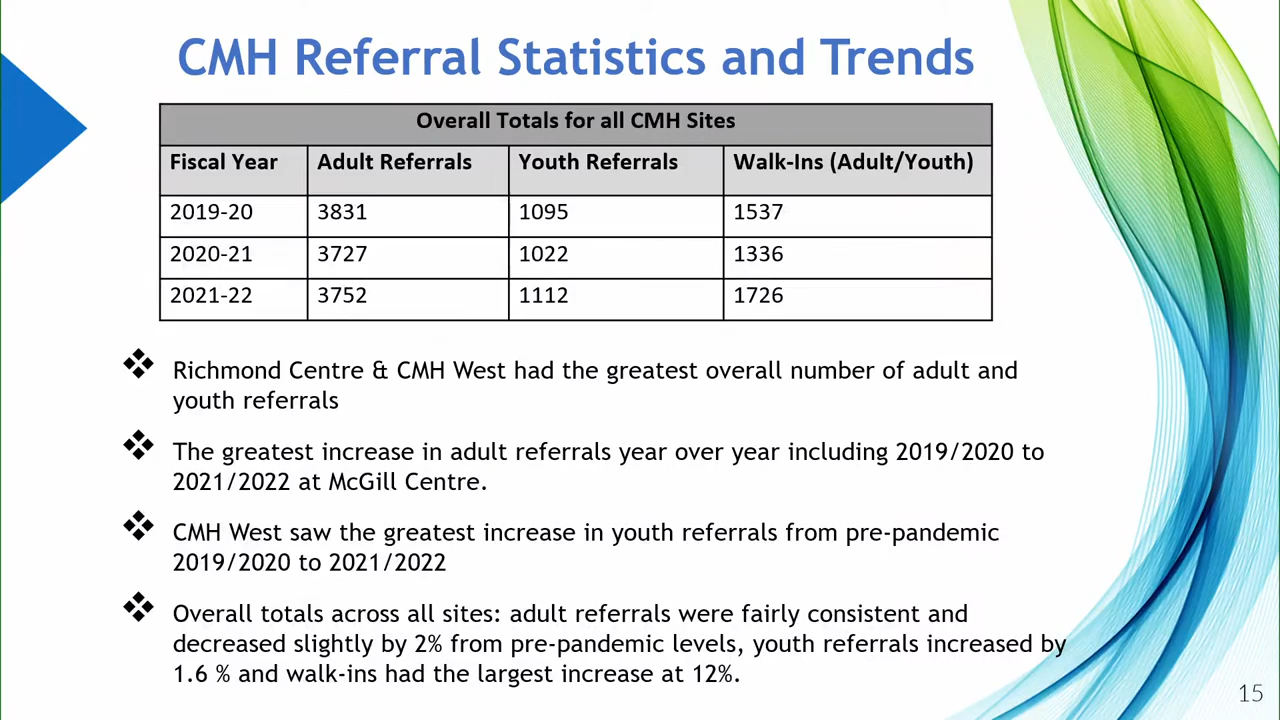 CMH Referral Statistics and Trends
Overall Totals for all CMH Sites
Fiscal Year Adult Referrals Youth Referrals Walk-Ins (Adult/Youth)
2019-20 3831 1095 1537
2020-21 3727 1022 1336
2021-22 3752 1112 1726
Richmond Centre & CMH West had the greatest overall number of adult and
youth referrals
The greatest increase in adult referrals year over year including 2019/2020 to
2021/2022 at McGill Centre.
CMH West saw the greatest increase in youth referrals from pre-pandemic
2019/2020 to 2021/2022
Overall totals across all sites: adult referrals were fairly consistent and
decreased slightly by 2% from pre-pandemic levels, youth referrals increased by
1.6 % and walk-ins had the largest increase at 12%.
15